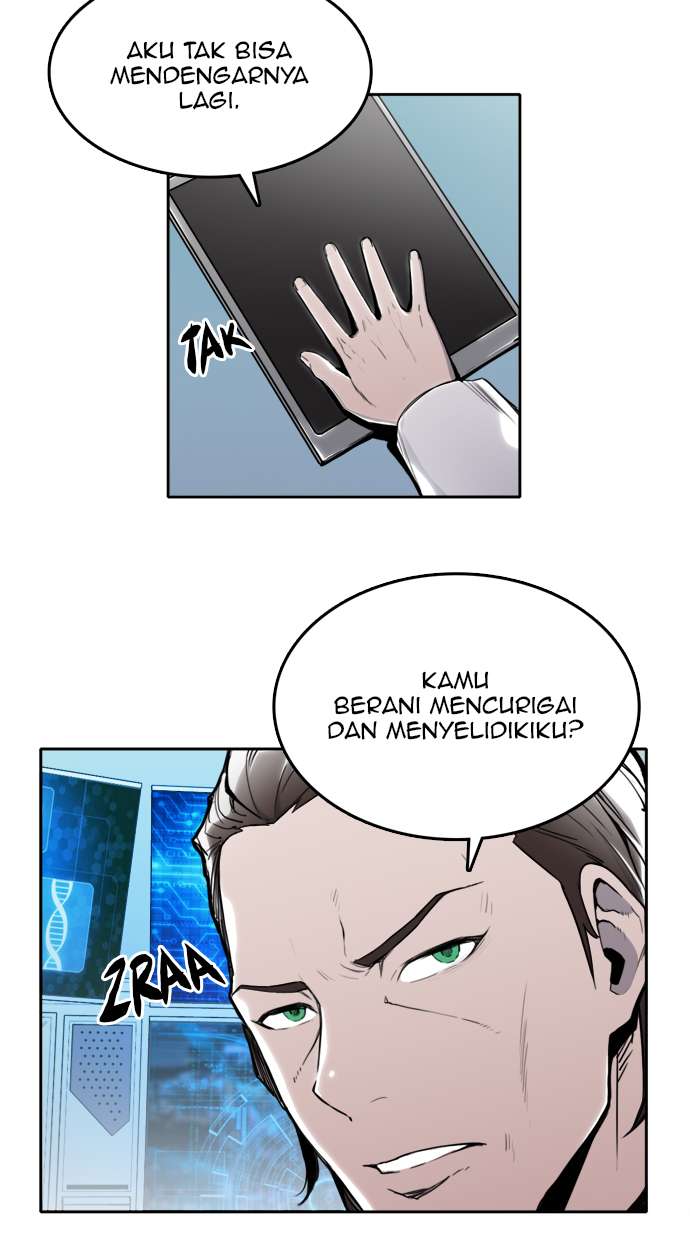 AKU TAK BISA
MENDENGARNYA
LAGI.
TAK
KAMU
BERANI MENCURIGAI
DAN MENYELIDIKIKU?
ZRAA